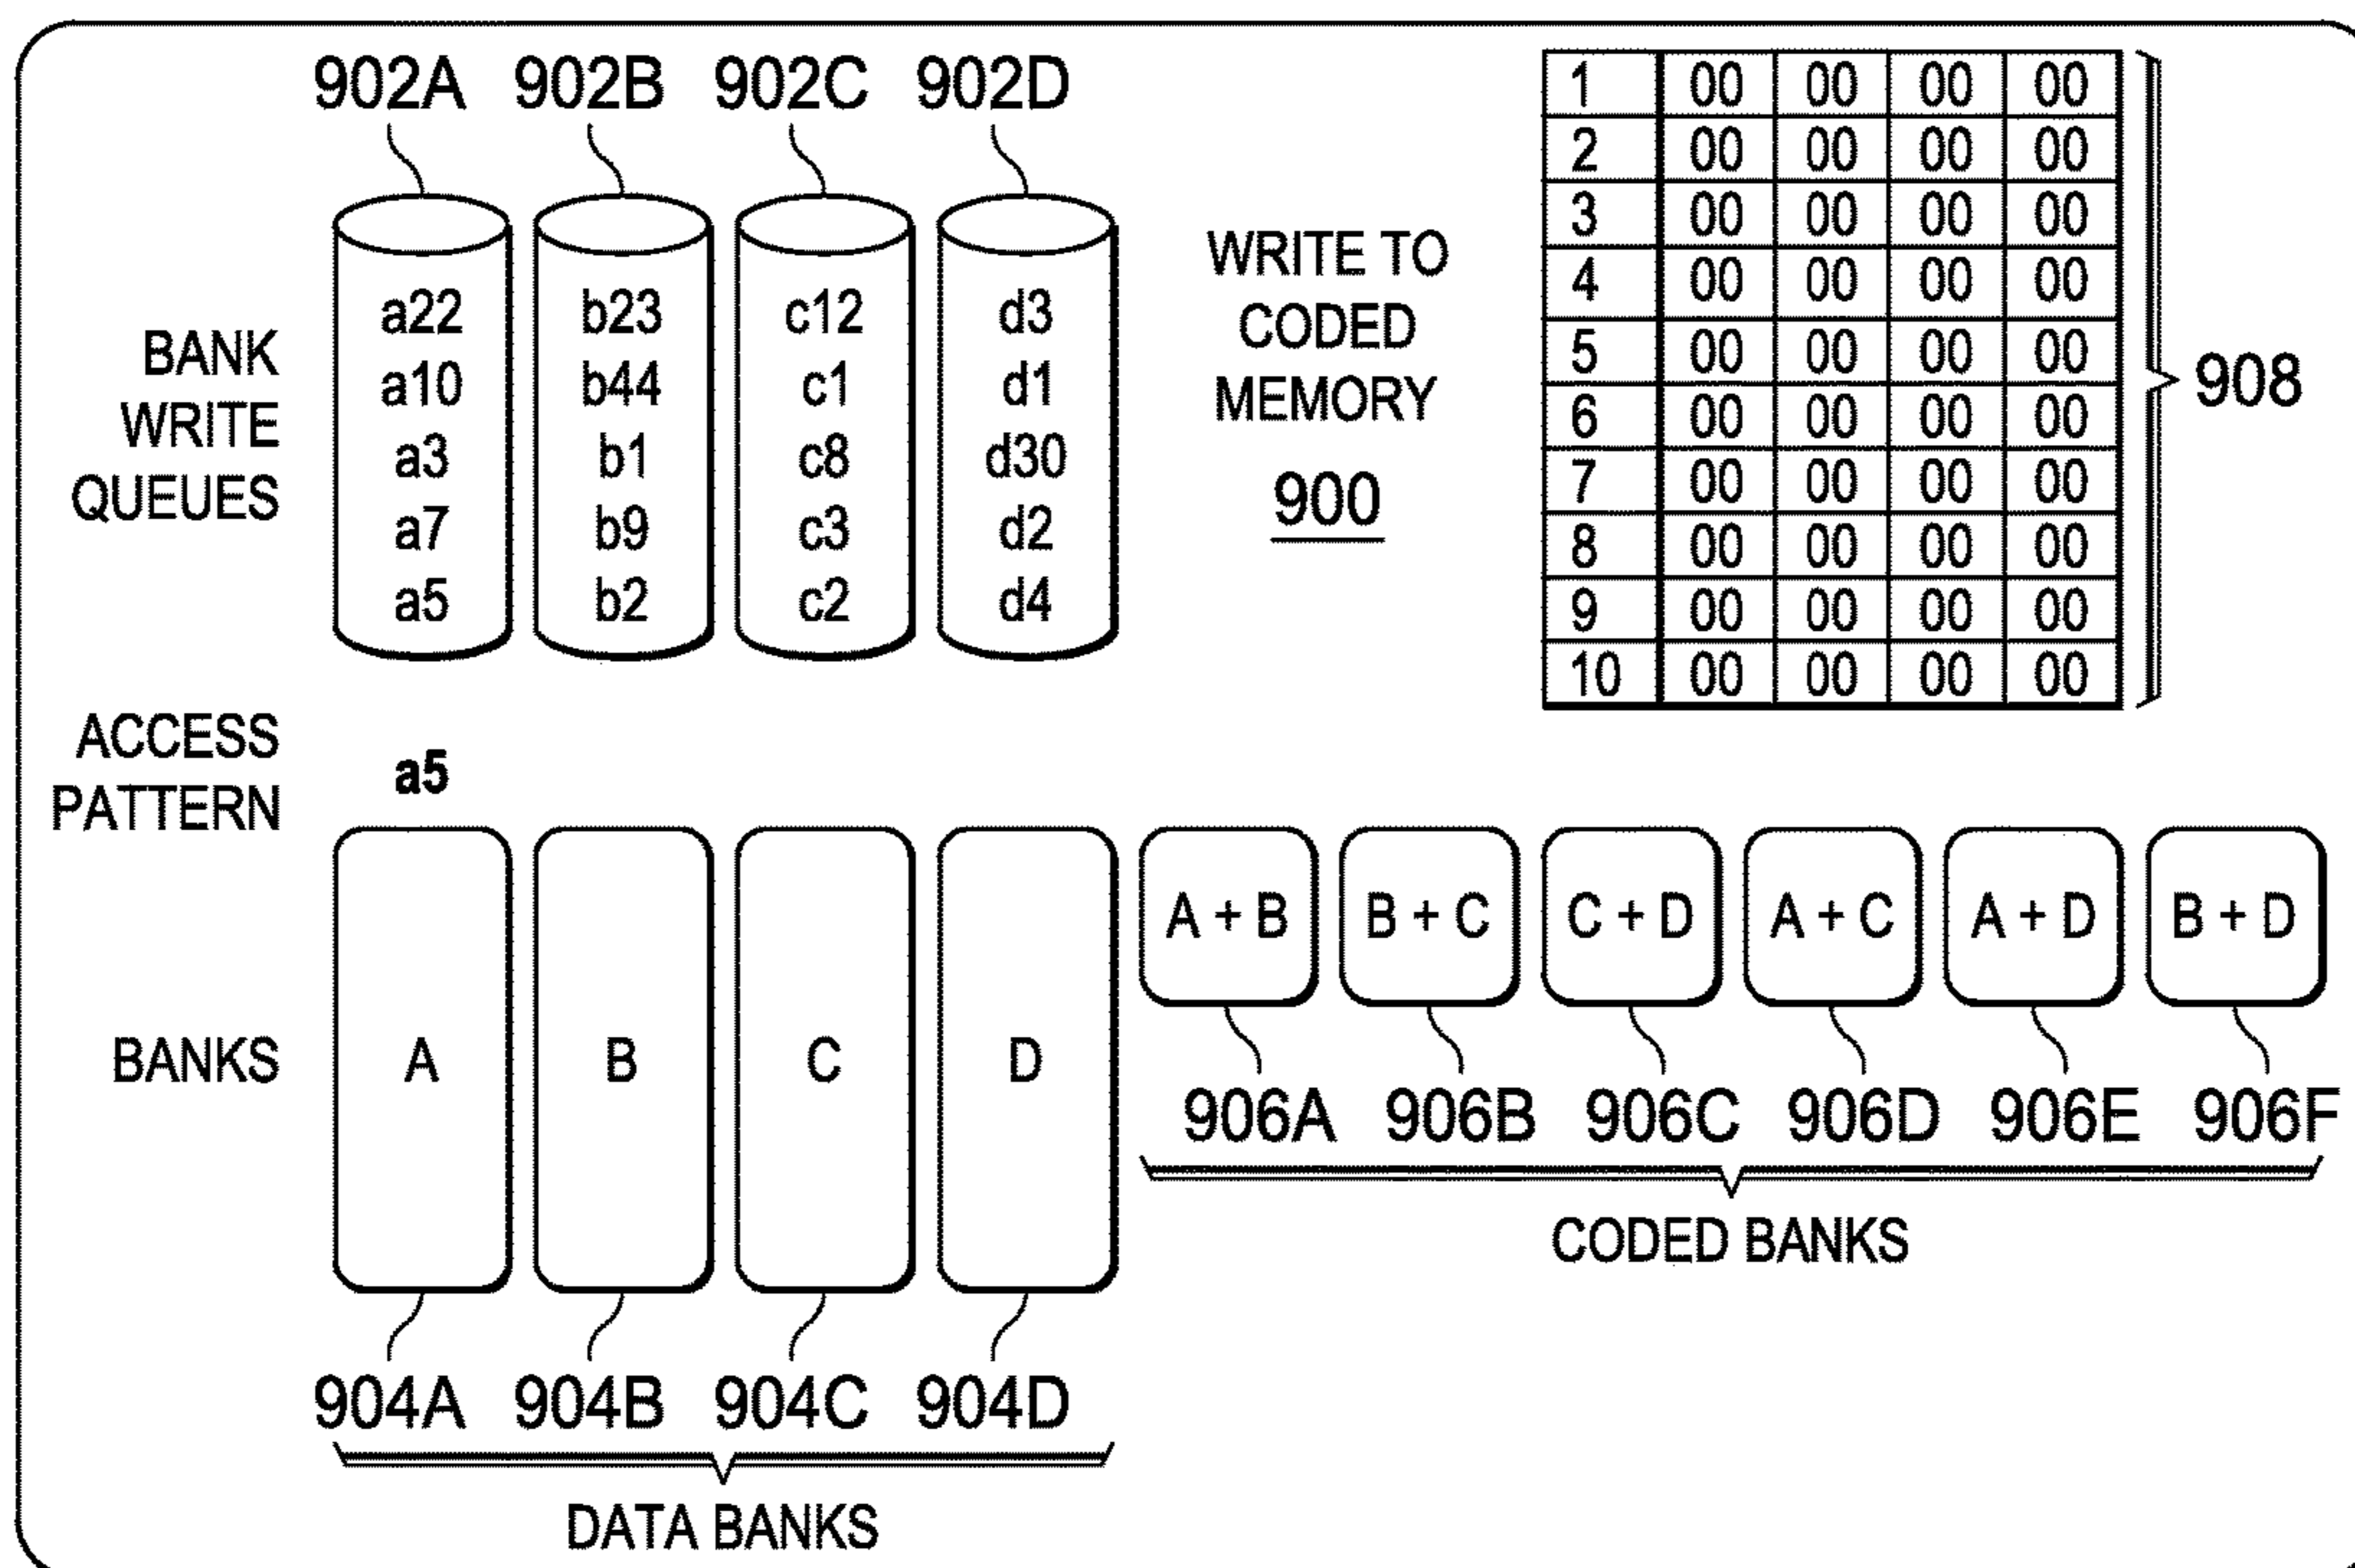 902A 902B 902C 902D
BANK
WRITE
QUEUES
a22 b23 c12 d3
a10 b44 c1 d1
a3 b1 c8 d30
a7 b9 c3 d2
a5 b2 c2 d4
WRITE TO
CODED
MEMORY
900
1 00 00 00 00
2 00 00 00 00
3 00 00 00 00
4 00 00 00 00
5 00 00 00 00
6 00 00 00 00
7 00 00 00 00
8 00 00 00 00
9 00 00 00 00
10 00 00 00 00
908
ACCESS
PATTERN
a5
BANKS
A B C D
A + B B + C C + D A + C A + D B + D
906A 906B 906C 906D 906E 906F
CODED BANKS
904A 904B 904C 904D
DATA BANKS